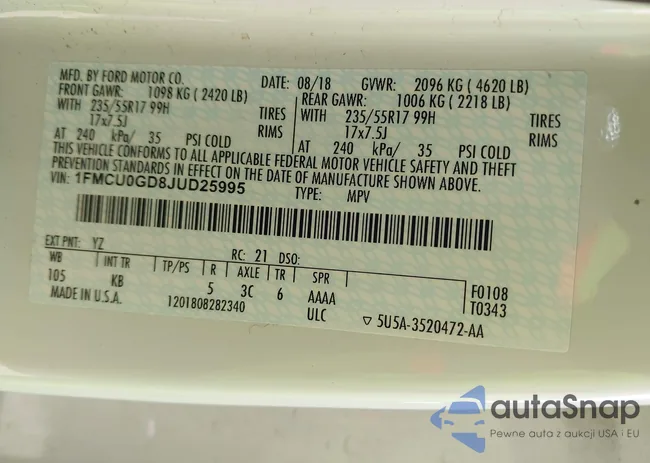 MFD. BY FORD MOTOR CO. DATE: 08/18 GVWR: 2096 KG ( 4620 LB)
FRONT GAWR: 1098 KG ( 2420 LB) REAR GAWR: 1006 KG ( 2218 LB)
WITH 235/55R17 99H TIRES WITH 235/55R17 99H TIRES
17x7.5J RIMS 17x7.5J RIMS
AT 240 kPa/ 35 PSI COLD AT 240 kPa/ 35 PSI COLD
THIS VEHICLE CONFORMS TO ALL APPLICABLE FEDERAL MOTOR VEHICLE SAFETY AND THEFT
PREVENTION STANDARDS IN EFFECT ON THE DATE OF MANUFACTURE SHOWN ABOVE.
VIN: 1FMCU0GD8JUD25995 TYPE: MPV
EXT PNT: YZ RC: 21 DSO:
WB INT TR TP/PS R AXLE TR SPR F0108
105 KB 5 3C 6 AAAA T0343
MADE IN U.S.A. 1201808282340 ULC ▽ 5U5A-3520472-AA
autaSnap
Pewne auta z aukcji USA i EU